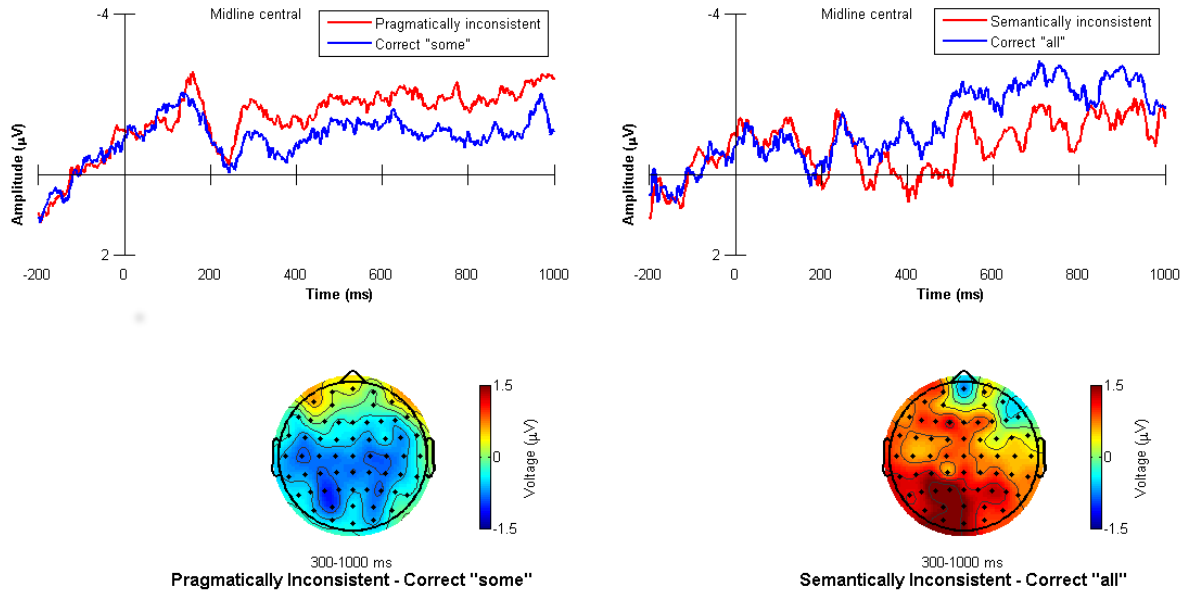 -4
Midline central
Pragmatically inconsistent
Correct "some"
Amplitude (µV)
2
-200 0 200 400 600 800 1000
Time (ms)
-4
Midline central
Semantically inconsistent
Correct "all"
Amplitude (µV)
2
-200 0 200 400 600 800 1000
Time (ms)
1.5
0
-1.5
Voltage (µV)
300-1000 ms
Pragmatically Inconsistent - Correct "some"
1.5
0
-1.5
Voltage (µV)
300-1000 ms
Semantically Inconsistent - Correct "all"